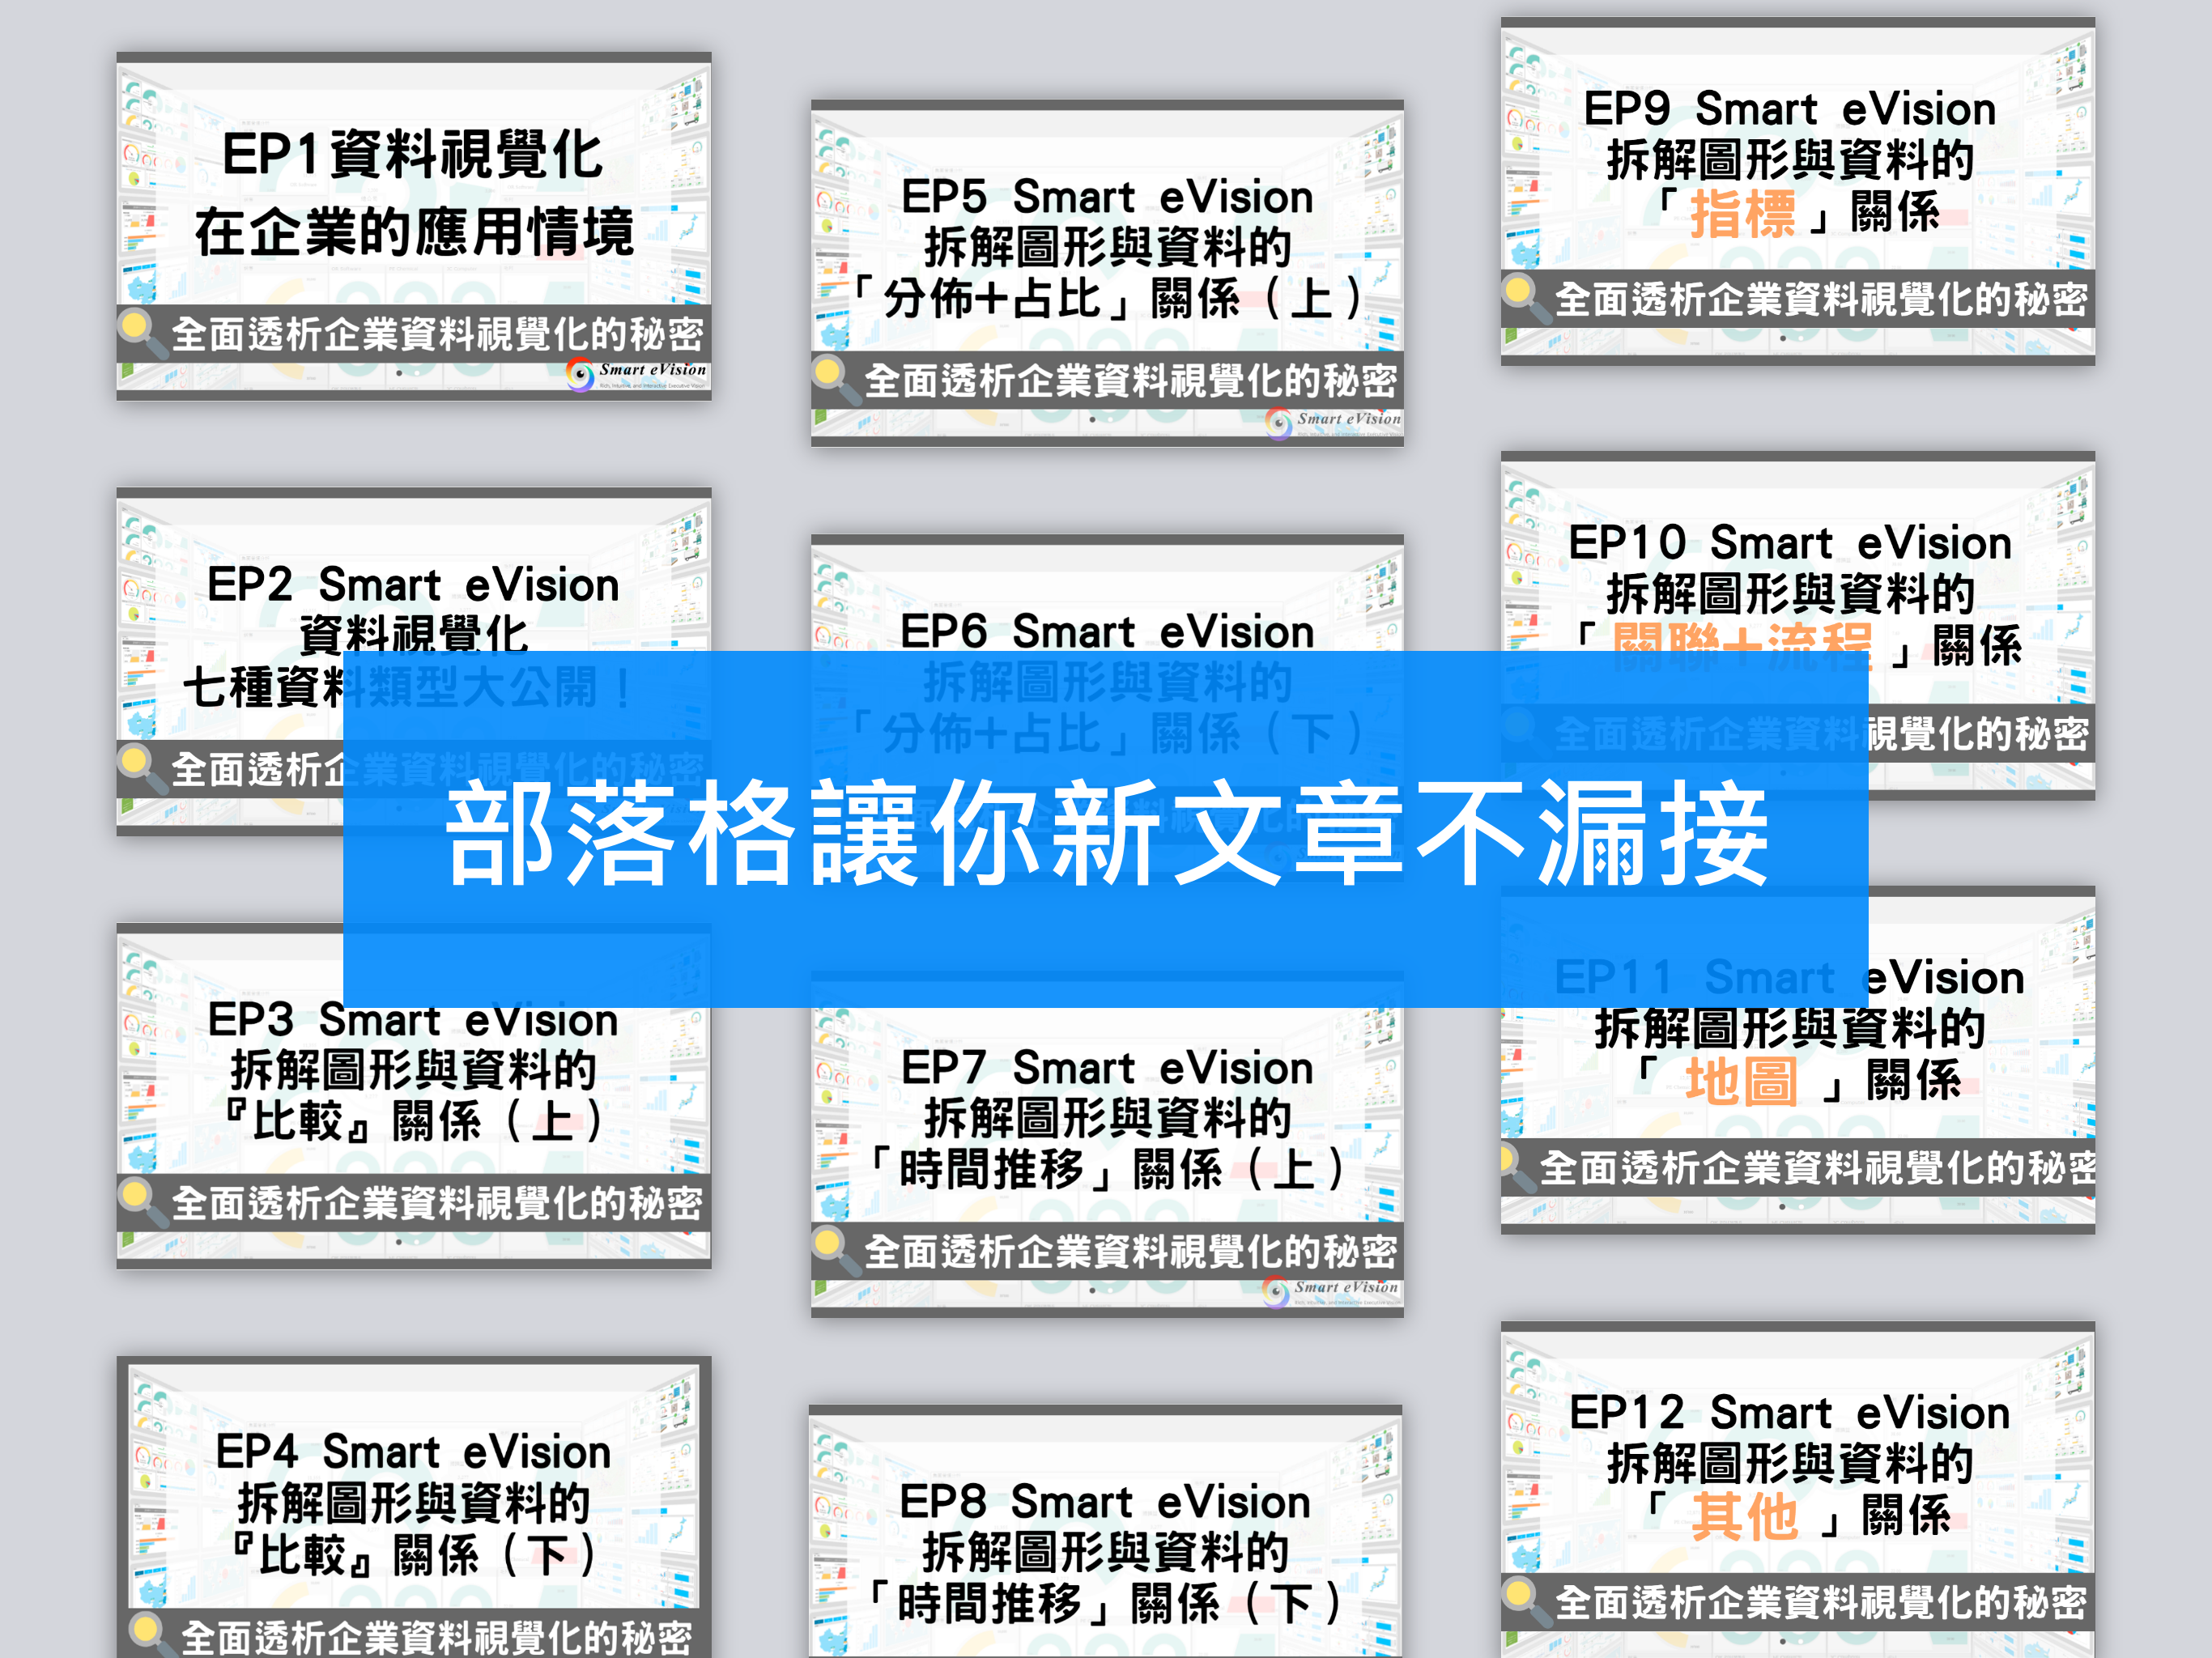 EP1資料視覺化
在企業的應用情境
全面透析企業資料視覺化的秘密
Smart eVision
Rich, Intuitive, and Interactive Executive Vision
EP2 Smart eVision
資料視覺化
七種資料類型大公開！
全面透析企業資料視覺化的秘密
EP3 Smart eVision
拆解圖形與資料的
『比較』關係（上）
全面透析企業資料視覺化的秘密
EP4 Smart eVision
拆解圖形與資料的
『比較』關係（下）
全面透析企業資料視覺化的秘密
EP5 Smart eVision
拆解圖形與資料的
「分佈+占比」關係（上）
全面透析企業資料視覺化的秘密
Smart eVision
EP6 Smart eVision
拆解圖形與資料的
「分佈+占比」關係（下）
部落格讓你新文章不漏接
EP7 Smart eVision
拆解圖形與資料的
「時間推移」關係（上）
全面透析企業資料視覺化的秘密
Smart eVision
EP8 Smart eVision
拆解圖形與資料的
「時間推移」關係（下）
EP9 Smart eVision
拆解圖形與資料的
「指標」關係
全面透析企業資料視覺化的秘密
EP10 Smart eVision
拆解圖形與資料的
「關聯+流程」關係
全面透析企業資料視覺化的秘密
EP11 Smart eVision
拆解圖形與資料的
「地圖」關係
全面透析企業資料視覺化的秘密
EP12 Smart eVision
拆解圖形與資料的
「其他」關係
全面透析企業資料視覺化的秘密